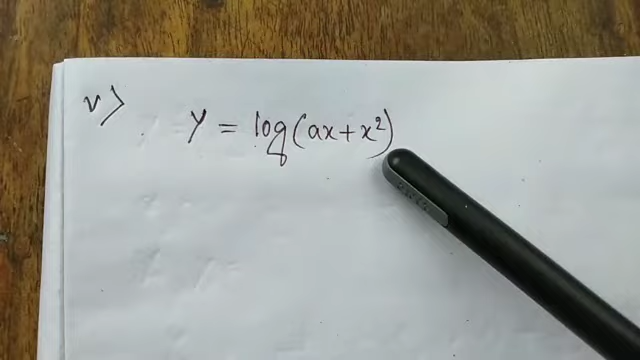 v> y = log(ax+x²)